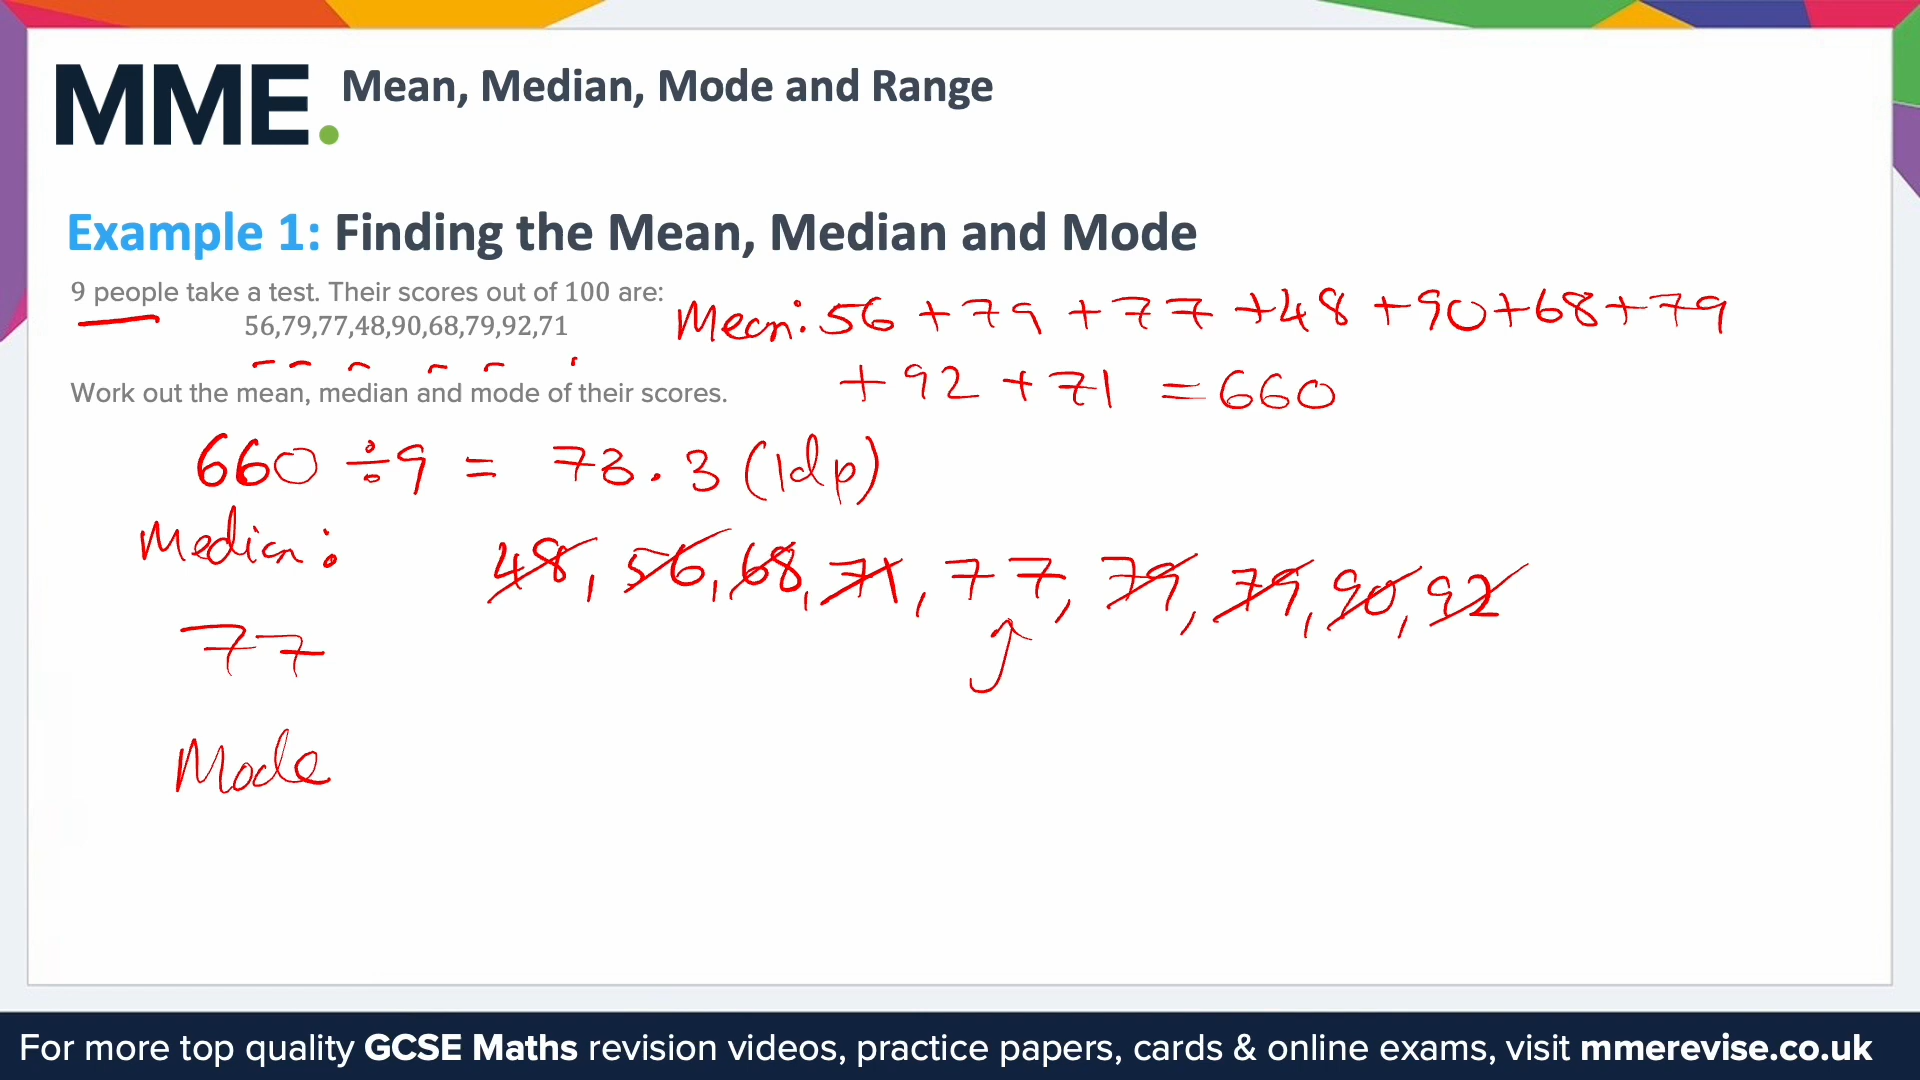 MME. Mean, Median, Mode and Range
Example 1: Finding the Mean, Median and Mode
9 people take a test. Their scores out of 100 are:
56,79,77,48,90,68,79,92,71
Work out the mean, median and mode of their scores.
Mean: 56 + 79 + 77 + 48 + 90 + 68 + 79
+ 92 + 71 = 660
660 ÷ 9 = 73.3 (1dp)
Median: 48, 56, 68, 71, 77, 79, 79, 90, 92
77
Mode
For more top quality GCSE Maths revision videos, practice papers, cards & online exams, visit mmerevise.co.uk